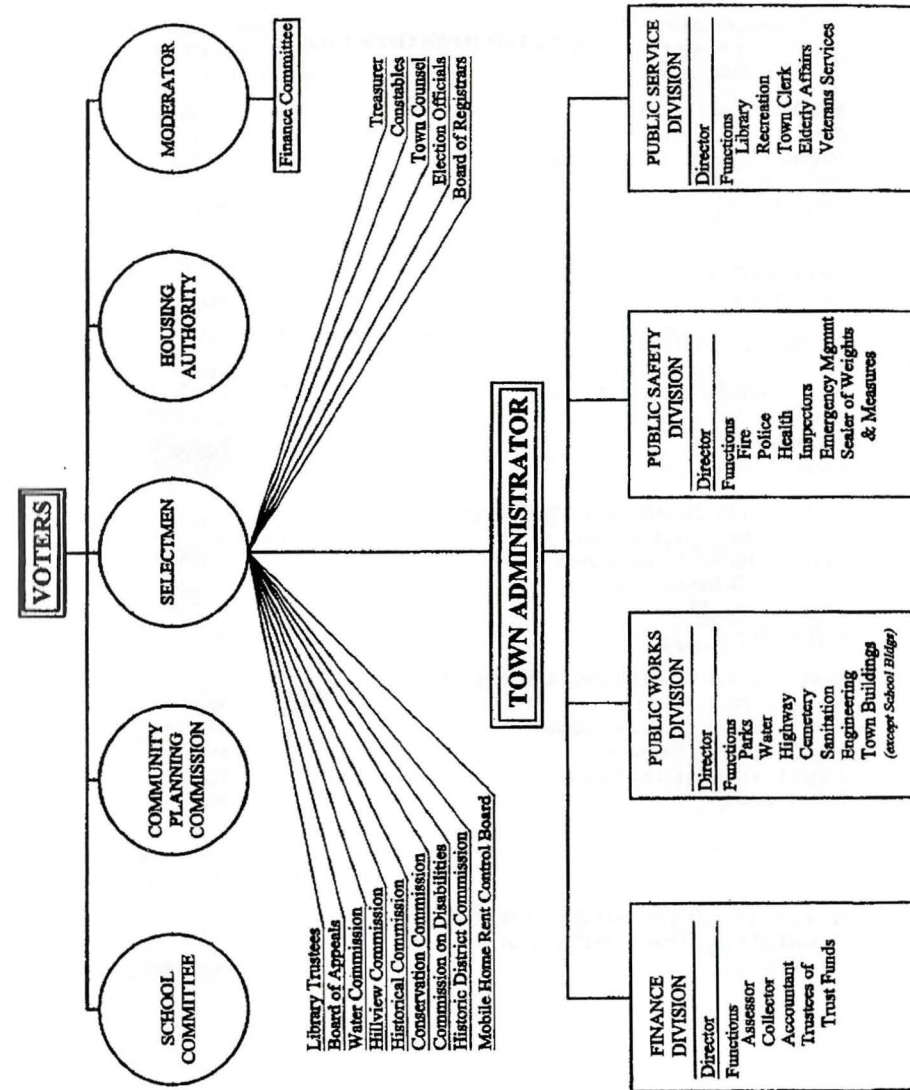 VOTERS
SCHOOL
COMMITTEE
COMMUNITY
PLANNING
COMMISSION
SELECTMEN
HOUSING
AUTHORITY
MODERATOR
Finance Committee
Library Trustees
Board of Appeals
Water Commission
Hillview Commission
Historical Commission
Conservation Commission
Commission on Disabilities
Historic District Commission
Mobile Home Rent Control Board
Treasurer
Constables
Town Counsel
Election Officials
Board of Registrars
TOWN ADMINISTRATOR
FINANCE
DIVISION
Director
Functions
Assessor
Collector
Accountant
Trustees of
Trust Funds
PUBLIC WORKS
DIVISION
Director
Functions
Parks
Water
Highway
Cemetery
Sanitation
Engineering
Town Buildings
(except School Bldgs)
PUBLIC SAFETY
DIVISION
Director
Functions
Fire
Police
Health
Inspectors
Emergency Mgmnt
Sealer of Weights
& Measures
PUBLIC SERVICE
DIVISION
Director
Functions
Library
Recreation
Town Clerk
Elderly Affairs
Veterans Services